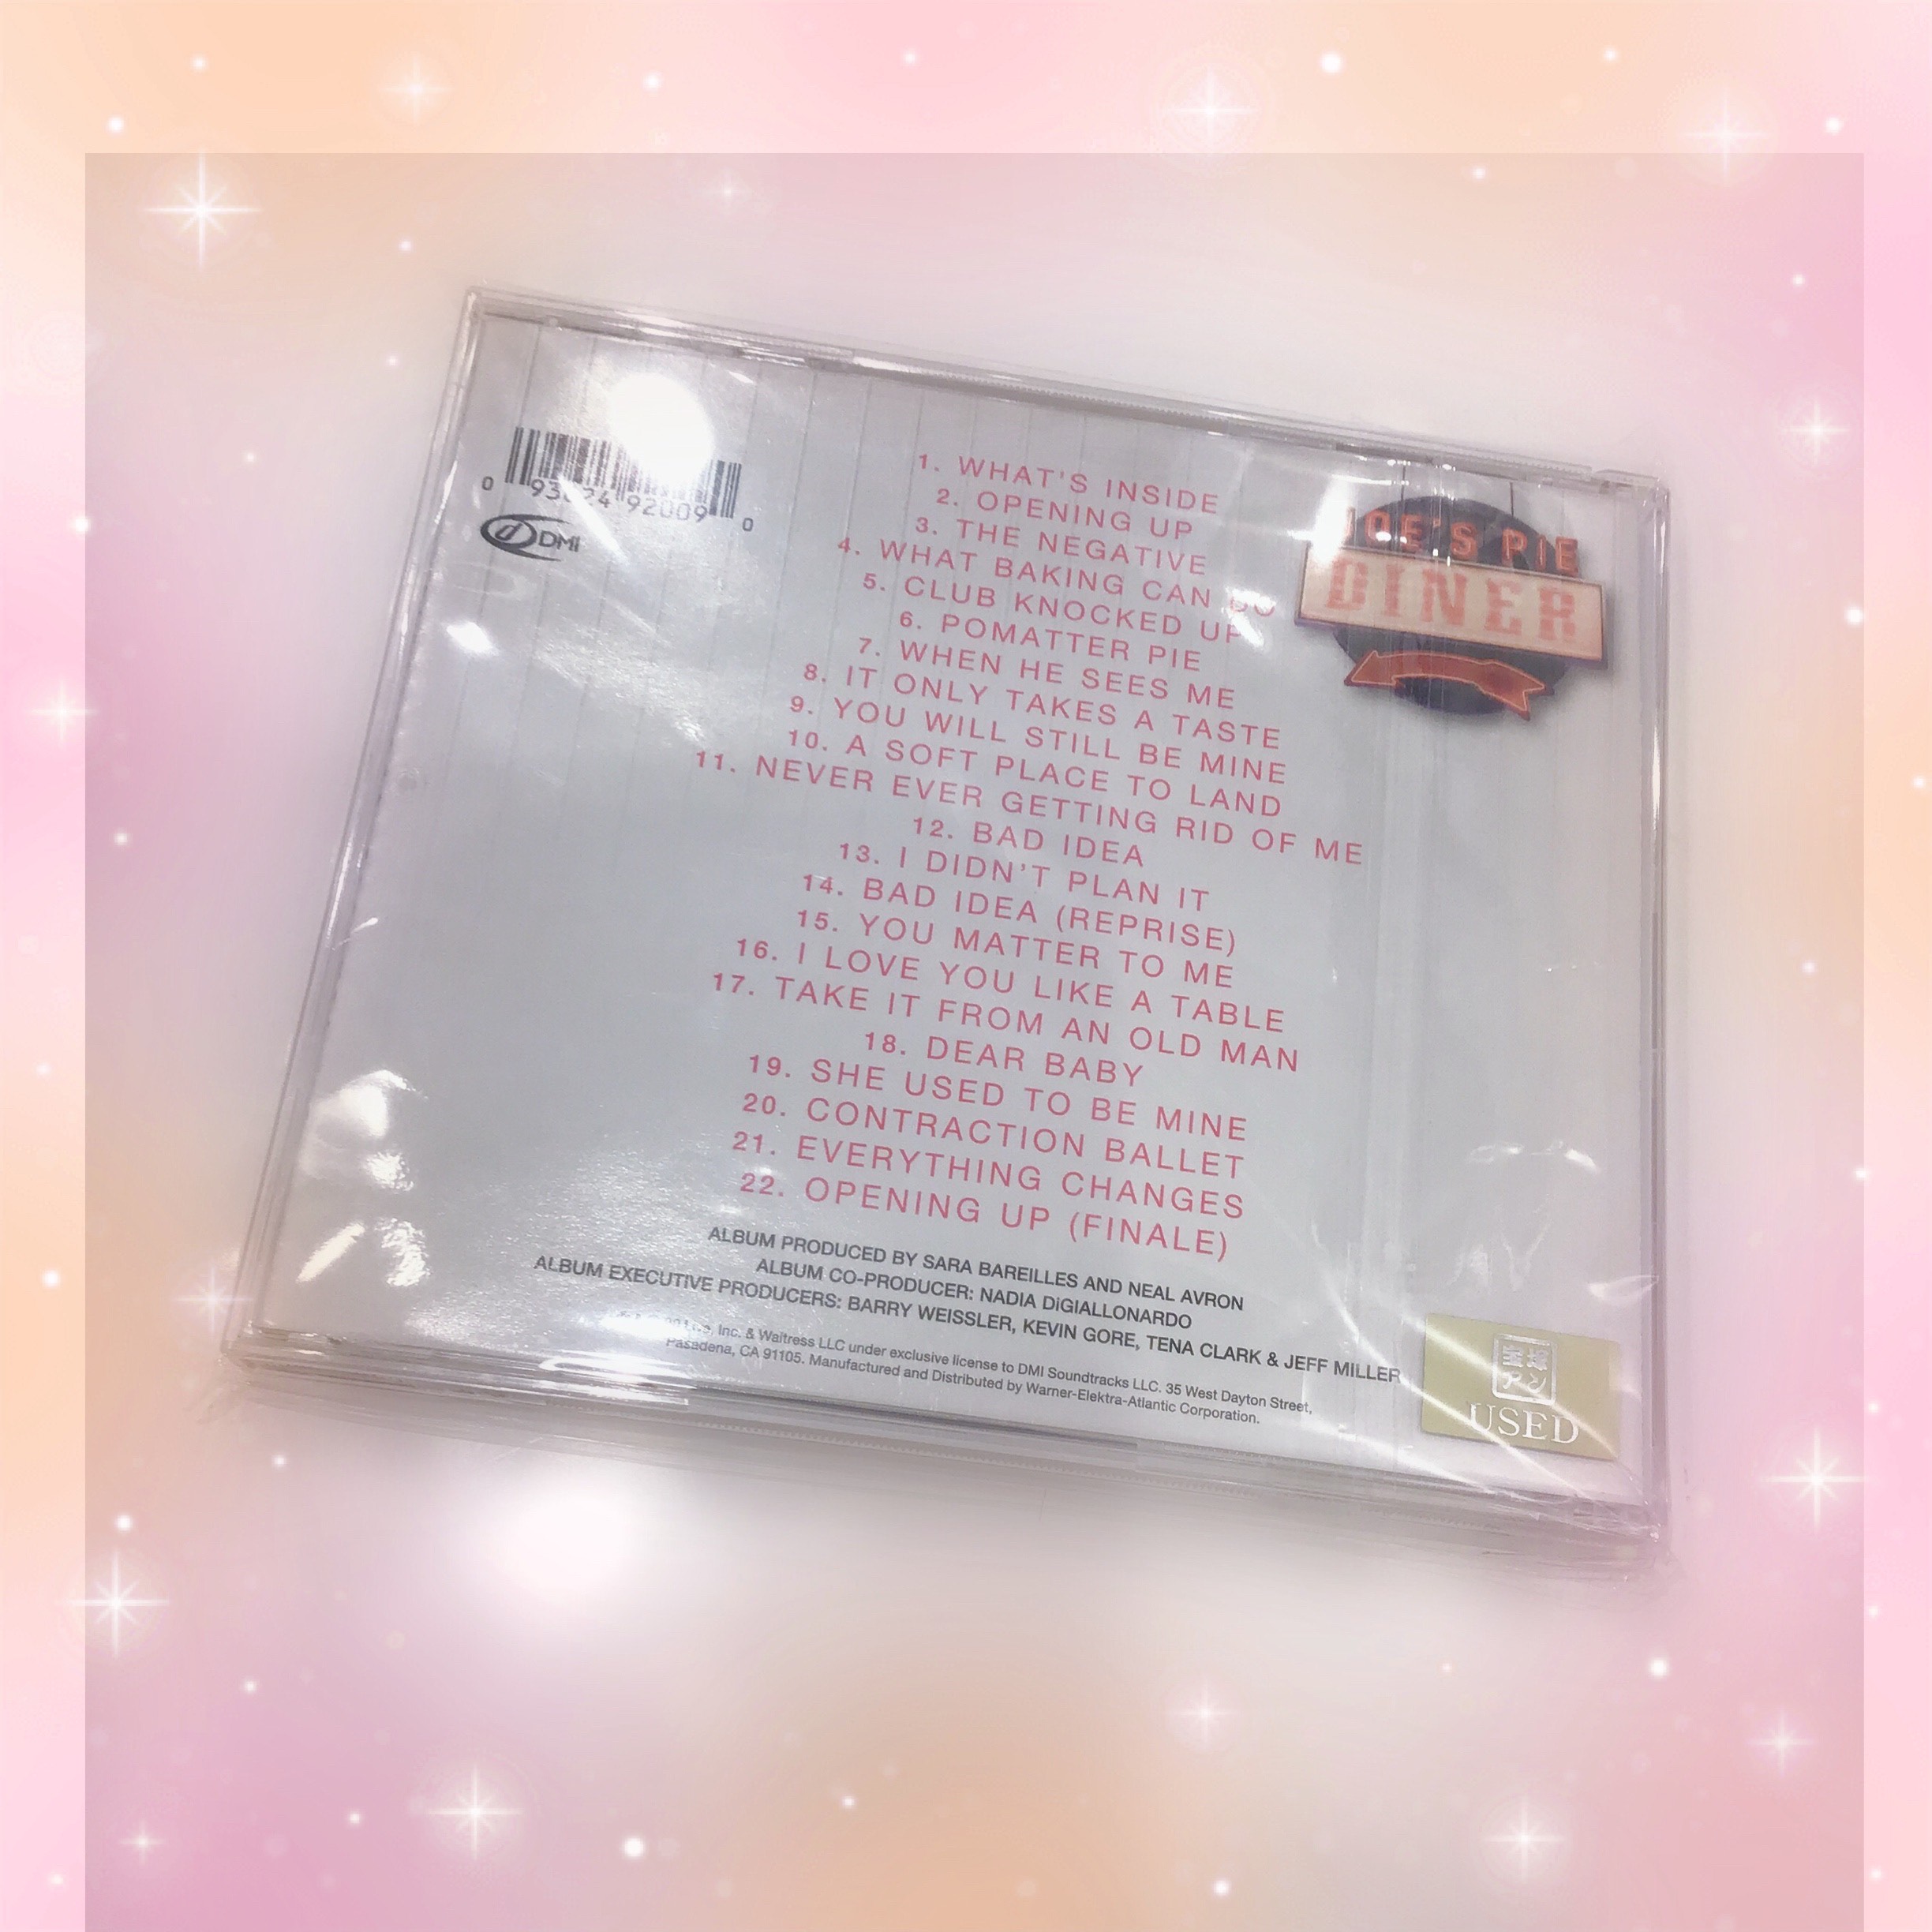 0 92009 0
DMI
1. WHAT'S INSIDE
2. OPENING UP
3. THE NEGATIVE
4. WHAT BAKING CAN DO
5. CLUB KNOCKED UP
6. POMATTER PIE
7. WHEN HE SEES ME
8. IT ONLY TAKES A TASTE
9. YOU WILL STILL BE MINE
10. A SOFT PLACE TO LAND
11. NEVER EVER GETTING RID OF ME
12. BAD IDEA
13. I DIDN'T PLAN IT
14. BAD IDEA (REPRISE)
15. YOU MATTER TO ME
16. I LOVE YOU LIKE A TABLE
17. TAKE IT FROM AN OLD MAN
18. DEAR BABY
19. SHE USED TO BE MINE
20. CONTRACTION BALLET
21. EVERYTHING CHANGES
22. OPENING UP (FINALE)
JOE'S PIE
DINER
ALBUM PRODUCED BY SARA BAREILLES AND NEAL AVRON
ALBUM CO-PRODUCER: NADIA DiGIALLONARDO
ALBUM EXECUTIVE PRODUCERS: BARRY WEISSLER, KEVIN GORE, TENA CLARK & JEFF MILLER
Inc. & Waitress LLC under exclusive license to DMI Soundtracks LLC. 35 West Dayton Street,
Pasadena, CA 91105. Manufactured and Distributed by Warner-Elektra-Atlantic Corporation.
宝塚
アン
USED